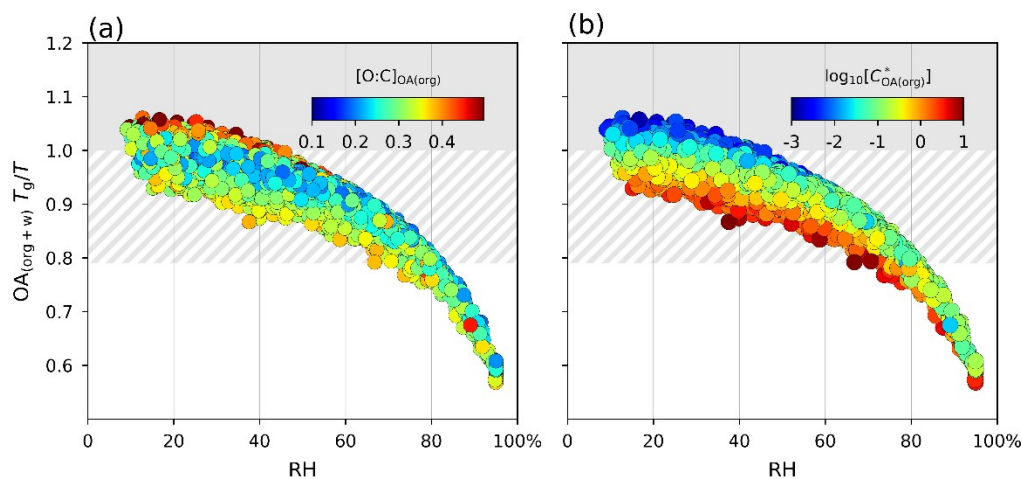 (a)
(b)
1.2
1.1
1.0
0.9
0.8
0.7
0.6
OA(org + w) Tg/T
[O:C]OA(org)
0.1 0.2 0.3 0.4
log10[C*OA(org)]
-3 -2 -1 0 1
0 20 40 60 80 100%
RH
0 20 40 60 80 100%
RH